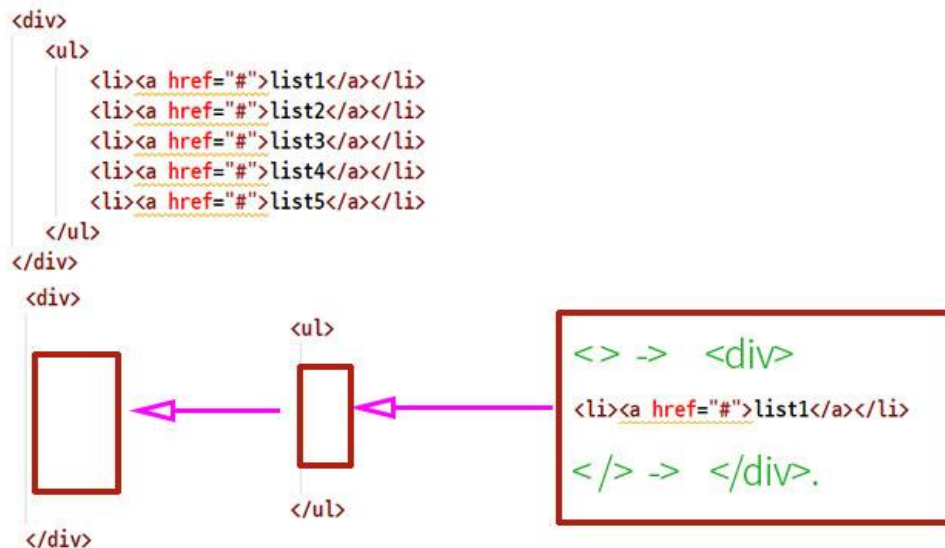 <div>
<ul>
<li><a href="#">list1</a></li>
<li><a href="#">list2</a></li>
<li><a href="#">list3</a></li>
<li><a href="#">list4</a></li>
<li><a href="#">list5</a></li>
</ul>
</div>
<div>
<ul>
<> -> <div>
<li><a href="#">list1</a></li>
</> -> </div>.
</ul>
</div>